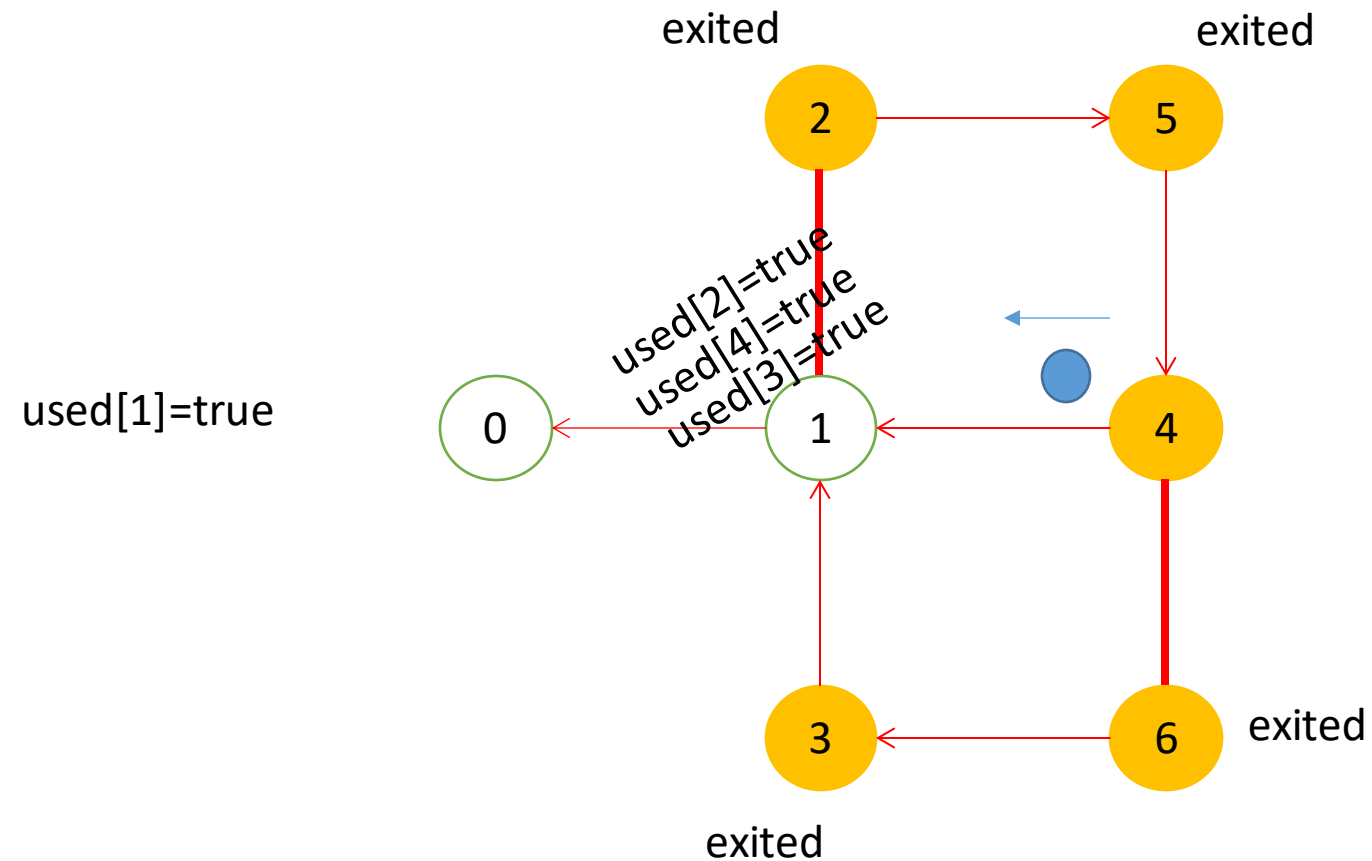 exited
exited
2
5
used[2]=true
used[4]=true
used[3]=true
used[1]=true
0
1
4
3
6
exited
exited